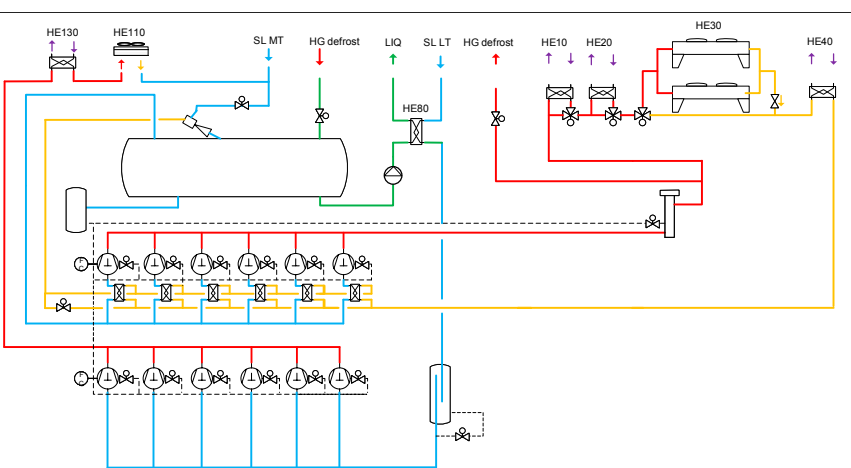 HE130
HE110
SL MT
HG defrost
LIQ
SL LT
HG defrost
HE10
HE20
HE30
HE40
HE80
F
C
F
C